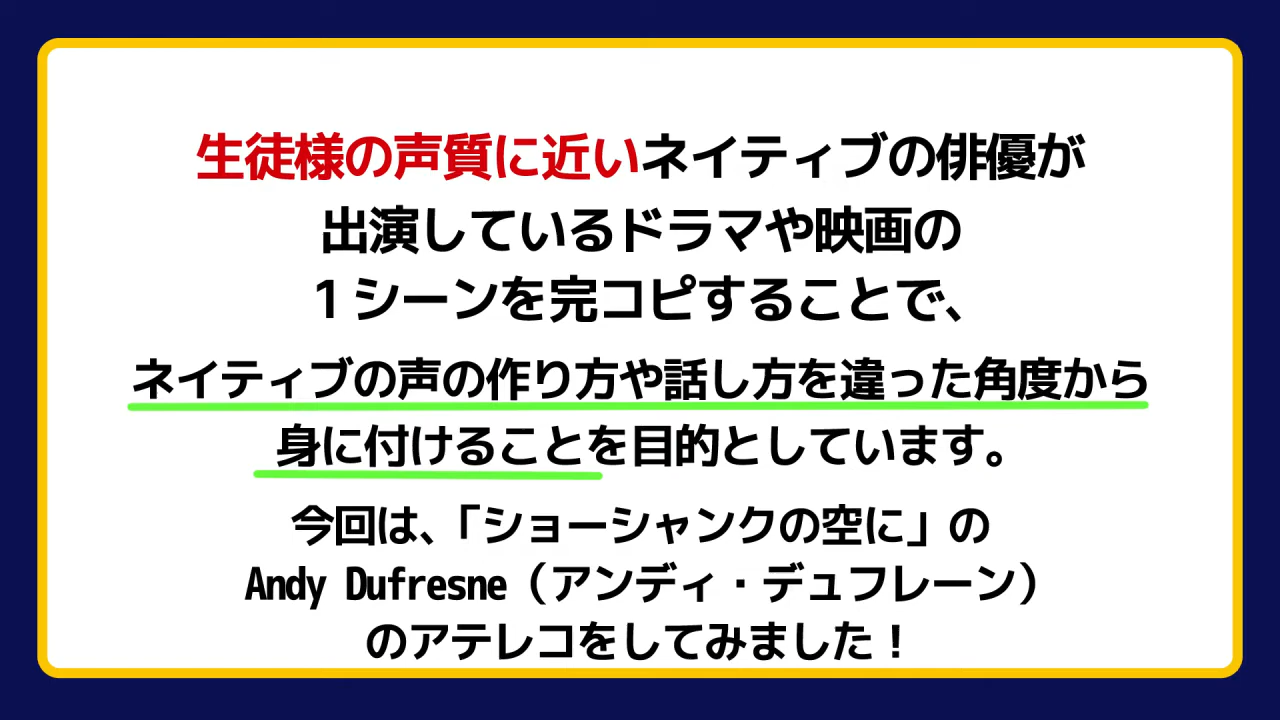 生徒様の声質に近いネイティブの俳優が
出演しているドラマや映画の
１シーンを完コピすることで、
ネイティブの声の作り方や話し方を違った角度から
身に付けることを目的としています。
今回は、「ショーシャンクの空に」の
Andy Dufresne（アンディ・デュフレーン）
のアテレコをしてみました！